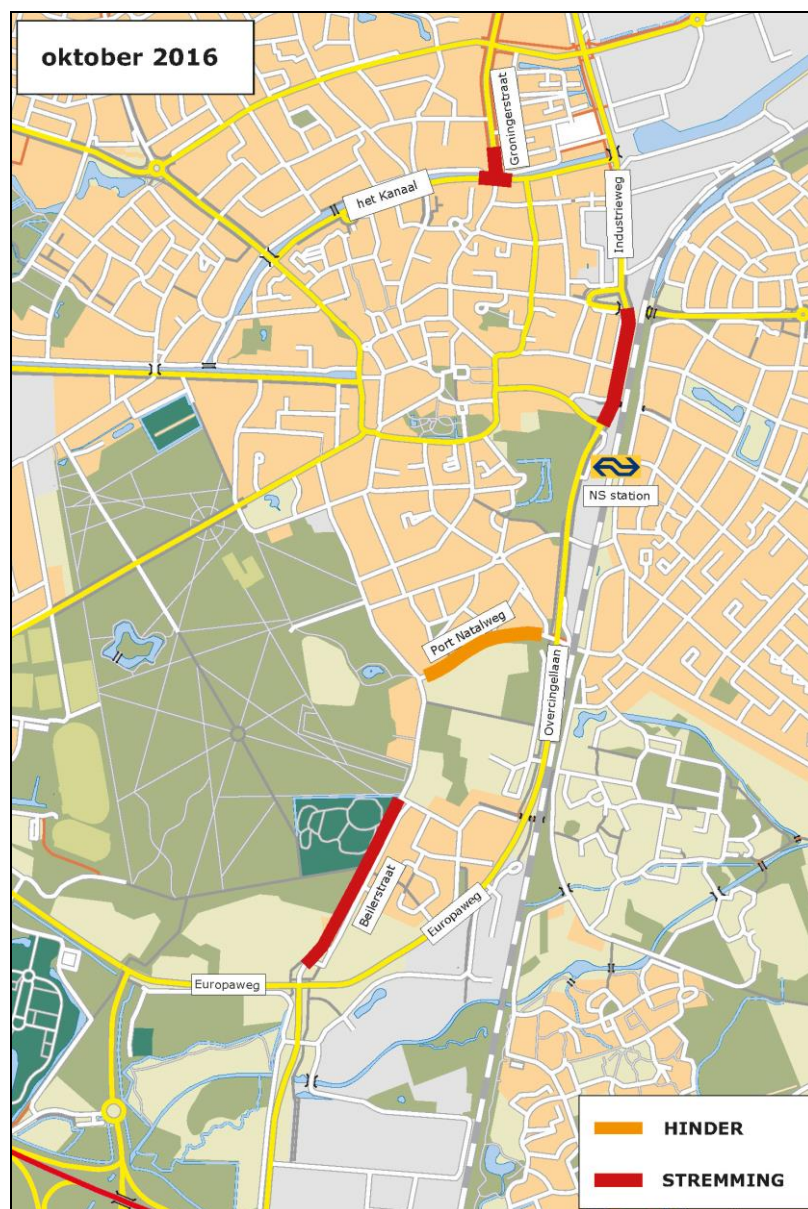 oktober 2016
Groningerstraat
het Kanaal
Industrieweg
NS station
Port Natalweg
Overcingellaan
Beilerstraat
Europaweg
Europaweg
HINDER
STREMMING